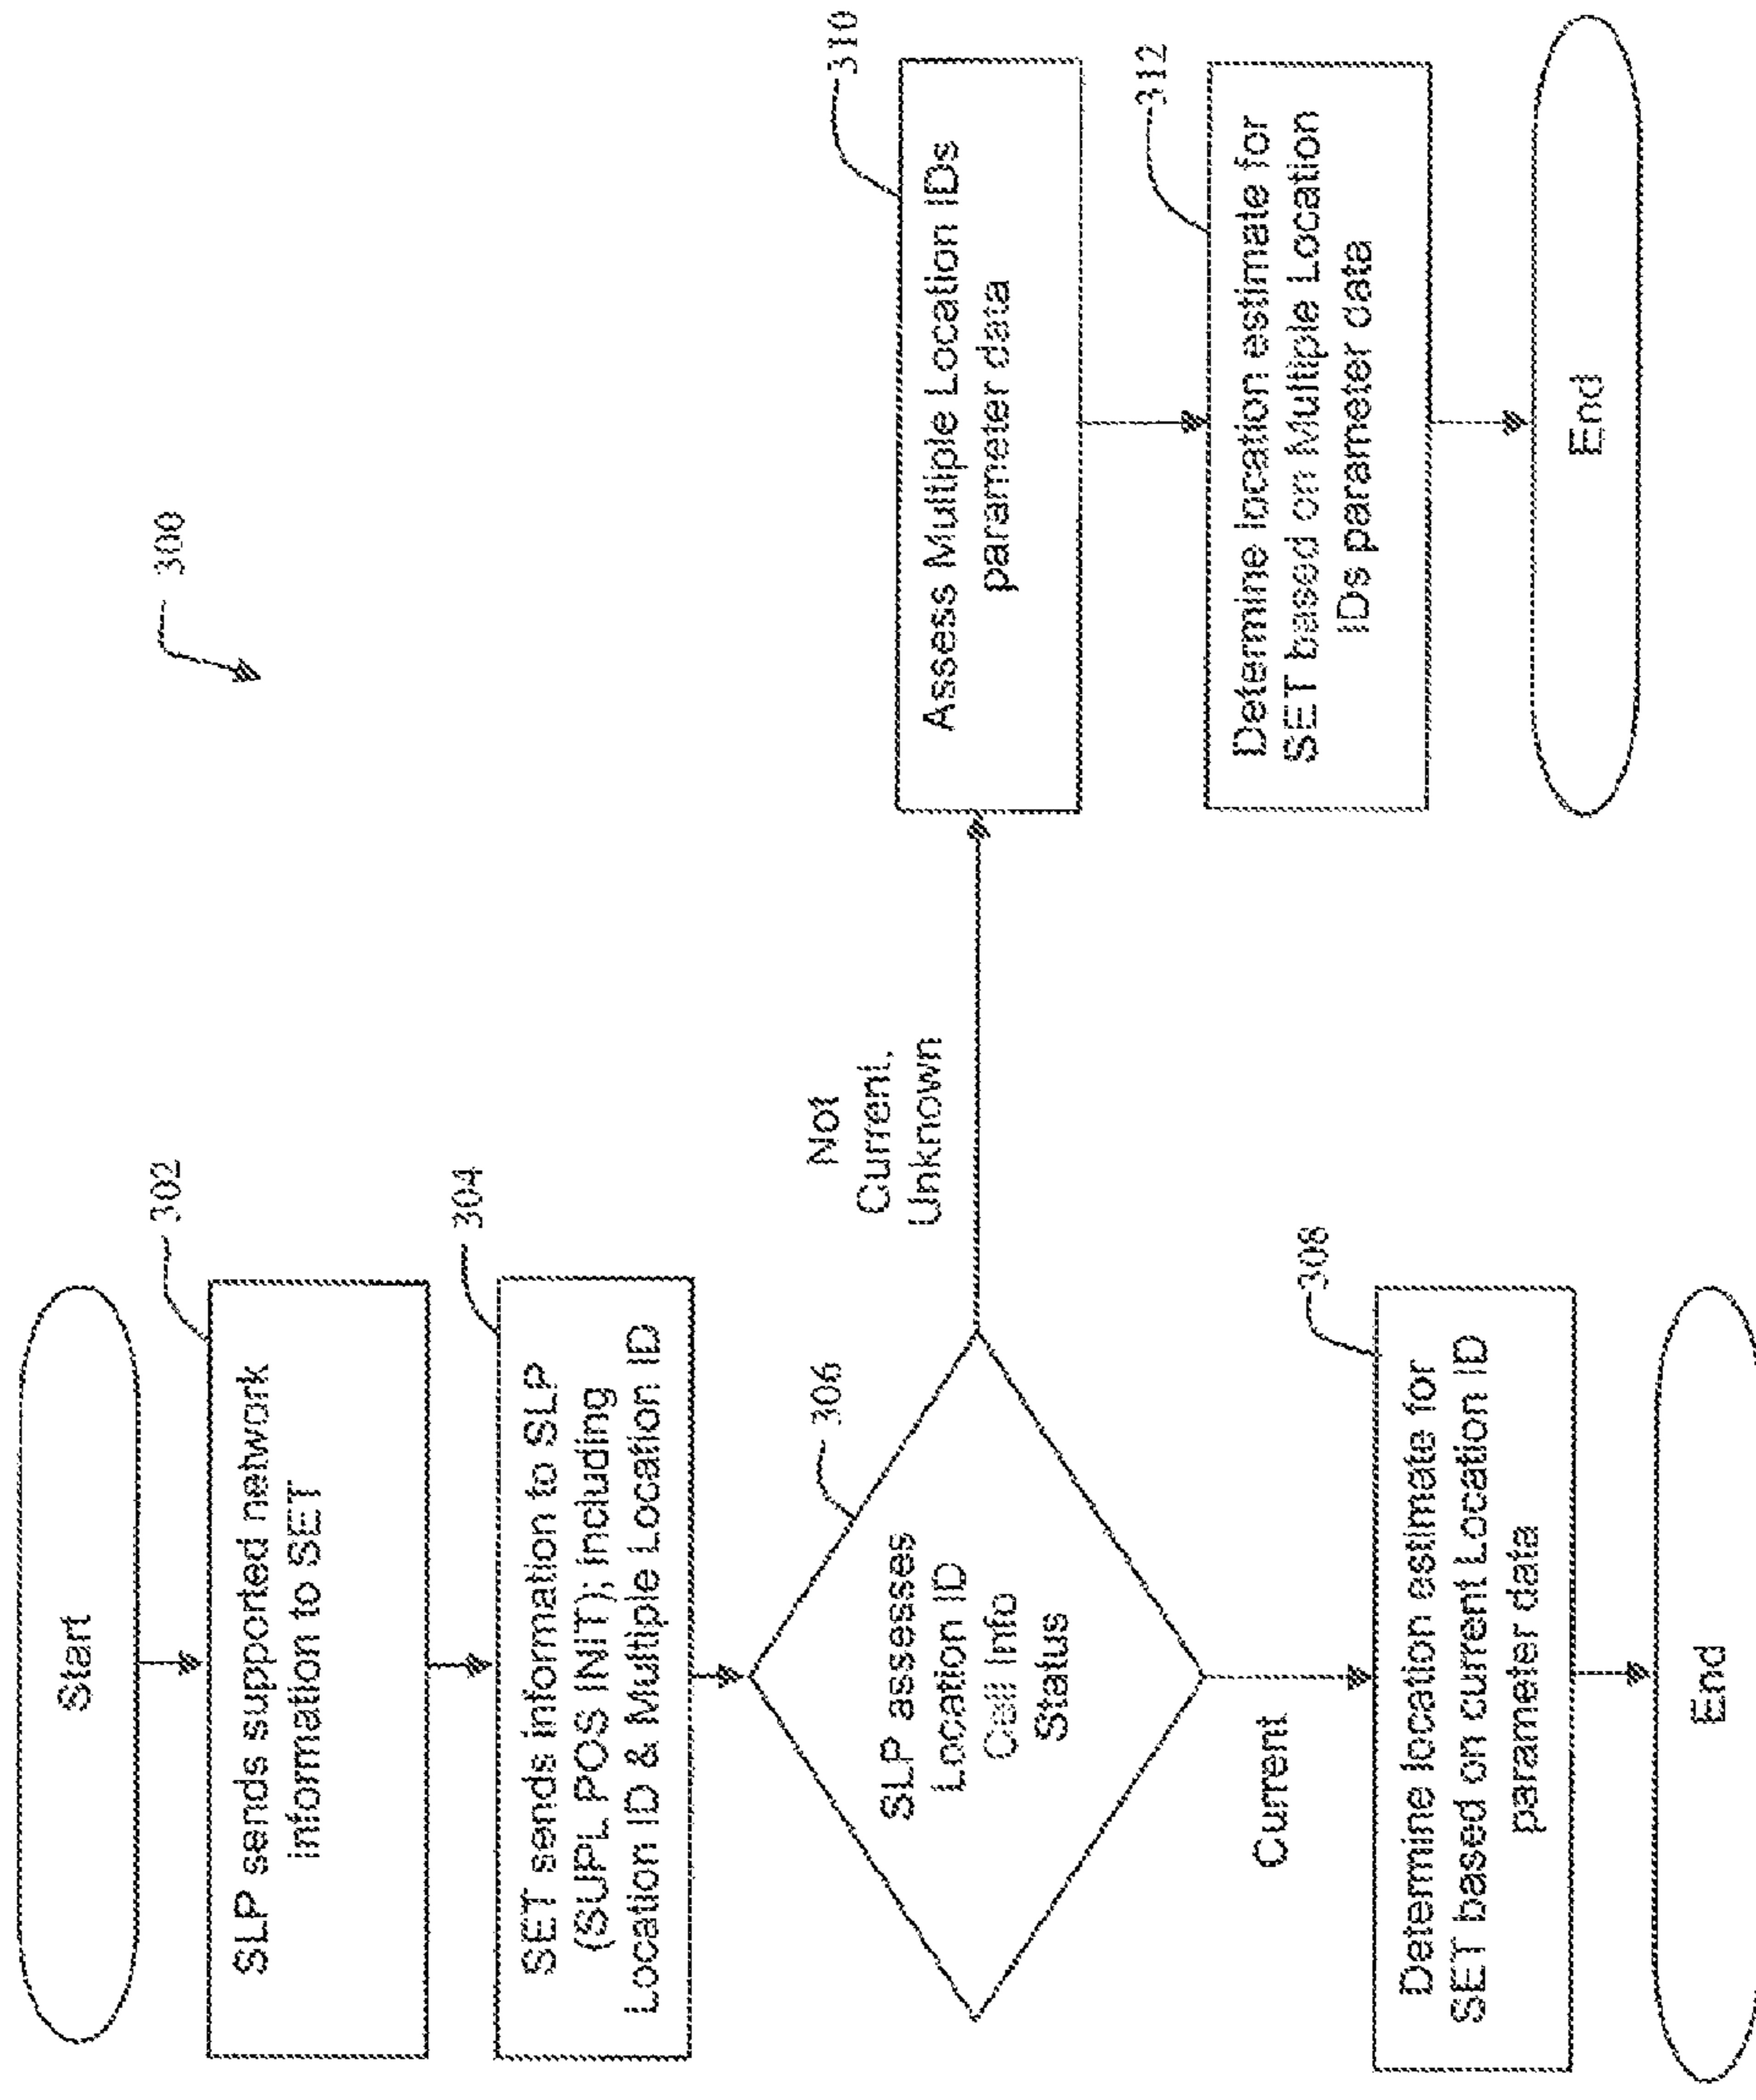 300
Start
302
SLP sends supported network
information to SET
304
SET sends information to SLP
(SUPL POS INIT); including
Location ID & Multiple Location ID
306
SLP assesses
Location ID
Cell Info
Status
Not
Current,
Unknown
Current
308
Determine location estimate for
SET based on current Location ID
parameter data
End
310
Assess Multiple Location IDs
parameter data
312
Determine location estimate for
SET based on Multiple Location
IDs parameter data
End